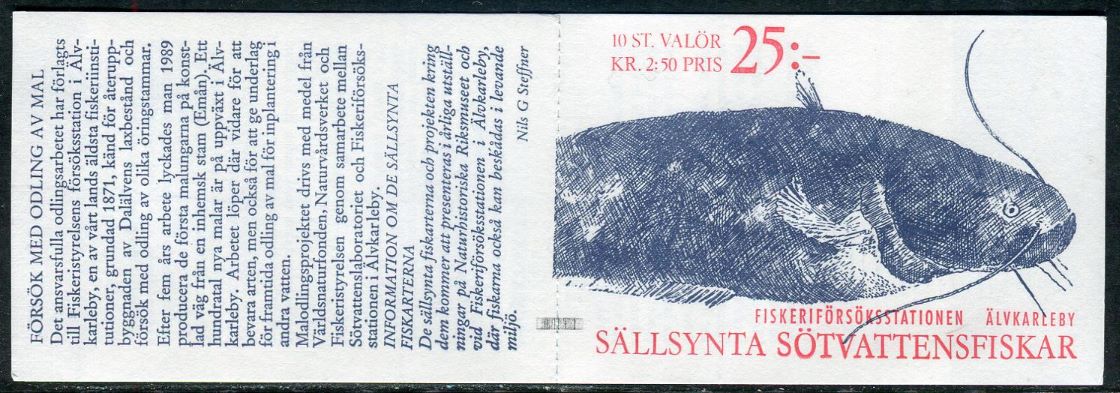 FÖRSÖK MED ODLING AV MAL
Det ansvarsfulla odlingsarbetet har förlagts
till Fiskeristyrelsens försöksstation i Älv-
karleby, en av vårt lands äldsta fiskeriinsti-
tutioner, grundad 1871, känd för återupp-
byggnaden av Dalälvens laxbestånd och
försök med odling av olika öringstammar.
Efter fem års arbete lyckades man 1989
producera de första malungarna på konst-
lad väg från en inhemsk stam (Emån). Ett
hundratal nya malar är på uppväxt i Älv-
karleby. Arbetet löper där vidare för att
bevara arten, men också för att ge underlag
för framtida odling av mal för inplantering i
andra vatten.
Malodlingsprojektet drivs med medel från
Världsnaturfonden, Naturvårdsverket och
Fiskeristyrelsen genom samarbete mellan
Sötvattenslaboratoriet och Fiskeriförsöks-
stationen i Älvkarleby.
INFORMATION OM DE SÄLLSYNTA
FISKARTERNA
De sällsynta fiskarterna och projekten kring
dem kommer att presenteras i årliga utställ-
ningar på Naturhistoriska Riksmuseet och
vid Fiskeriförsöksstationen i Älvkarleby,
där fiskarna också kan beskådas i levande
miljö.
Nils G Steffner
10 ST. VALÖR
KR. 2:50 PRIS 25:-
FISKERIFÖRSÖKSSTATIONEN ÄLVKARLEBY
SÄLLSYNTA SÖTVATTENSFISKAR